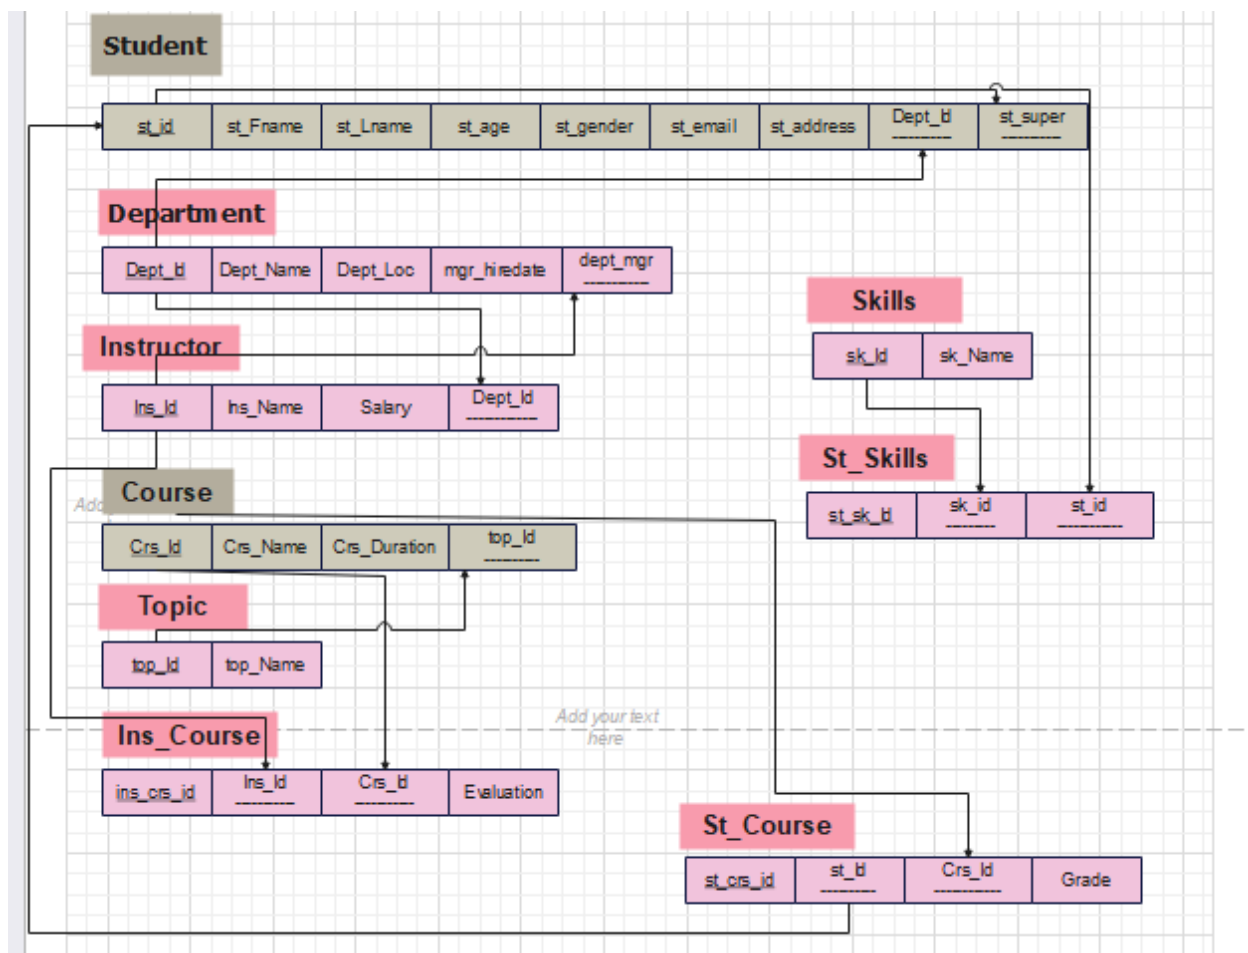 Student
st_id st_Fname st_Lname st_age st_gender st_email st_address Dept_Id st_super
Department
Dept_Id Dept_Name Dept_Loc mgr_hiredate dept_mgr
Skills
sk_Id sk_Name
Instructor
Ins_Id Ins_Name Salary Dept_Id
St_Skills
st_sk_Id sk_id st_id
Course
Add
Crs_Id Crs_Name Crs_Duration top_Id
Topic
top_Id top_Name
Add your text
here
Ins_Course
ins_crs_id Ins_Id Crs_Id Evaluation
St_Course
st_crs_id st_Id Crs_Id Grade